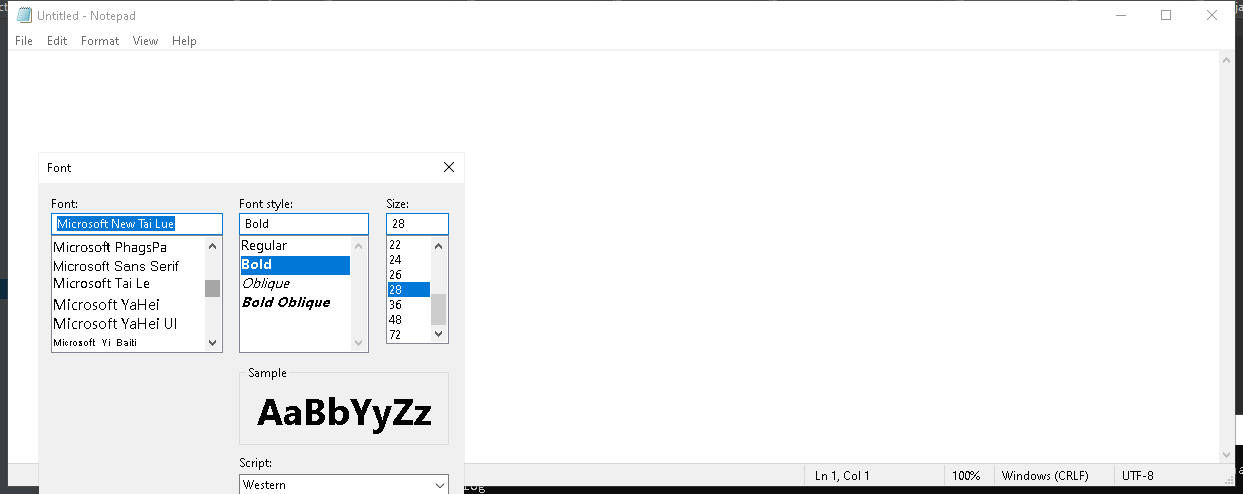 Untitled - Notepad
File Edit Format View Help
Font
Font: Font style: Size:
Microsoft New Tai Lue Bold 28
Microsoft PhagsPa
Microsoft Sans Serif
Microsoft Tai Le
Microsoft YaHei
Microsoft YaHei UI
Microsoft Yi Baiti
Regular
Bold
Oblique
Bold Oblique
22
24
26
28
36
48
72
Sample
AaBbYyZz
Script:
Western
Ln 1, Col 1 100% Windows (CRLF) UTF-8